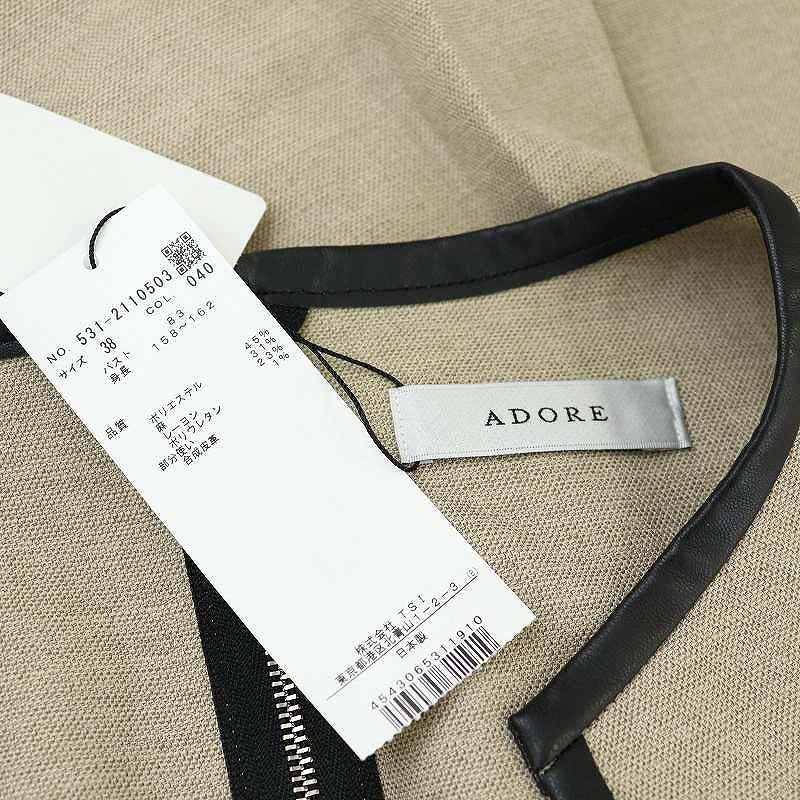 NO 531-2110503 COL 040
サイズ 38
バスト 83
身長 158～162
品質
ポリエステル 45%
麻 31%
レーヨン 23%
ポリウレタン 1%
部分使い、
合成皮革
株式会社 TSI
東京都港区北青山1-2-3. Ⓑ
日本製
4543065311910
ADORE